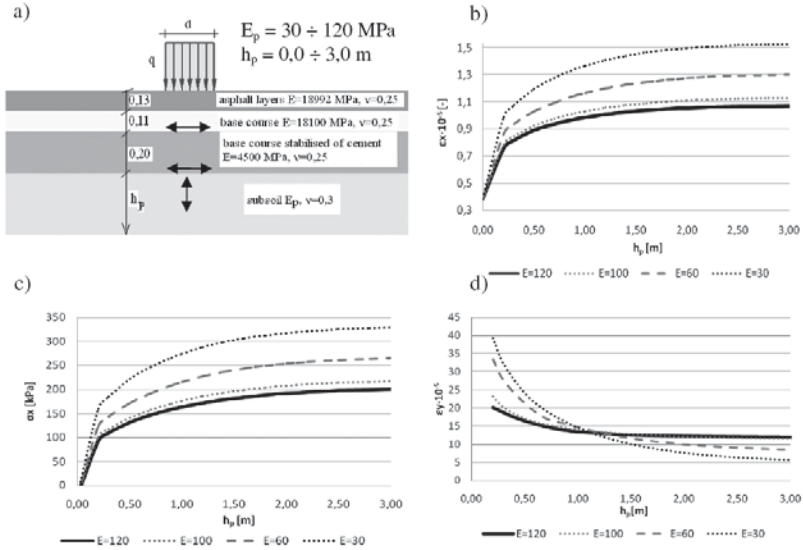 a)
d
q
E_p = 30 ÷ 120 MPa
h_p = 0,0 ÷ 3,0 m
0,13
asphalt layers E=18992 MPa, ν=0,25
0,11
base course E=18100 MPa, ν=0,25
0,20
base course stabilised of cement
E=4500 MPa, ν=0,25
h_p
subsoil E_p, ν=0.3
b)
εx·10⁻⁵ [-]
1,5
1,3
1,1
0,9
0,7
0,5
0,3
0,00 0,50 1,00 1,50 2,00 2,50 3,00
h_p [m]
E=120 E=100 E=60 E=30
c)
σx [kPa]
350
300
250
200
150
100
50
0
0,00 0,50 1,00 1,50 2,00 2,50 3,00
h_p [m]
E=120 E=100 E=60 E=30
d)
εy·10⁻⁵
45
40
35
30
25
20
15
10
5
0
0,00 0,50 1,00 1,50 2,00 2,50 3,00
h_p[m]
E=120 E=100 E=60 E=30